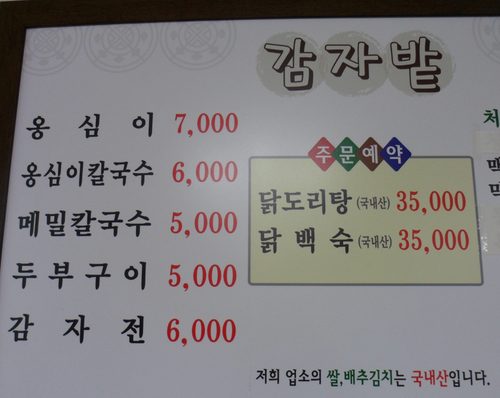 감자밭
옹심이 7,000
옹심이칼국수 6,000
메밀칼국수 5,000
두부구이 5,000
감자전 6,000
주문예약
닭도리탕(국내산) 35,000
닭백숙(국내산) 35,000
처
맥
막
저희 업소의 쌀,배추김치는 국내산입니다.